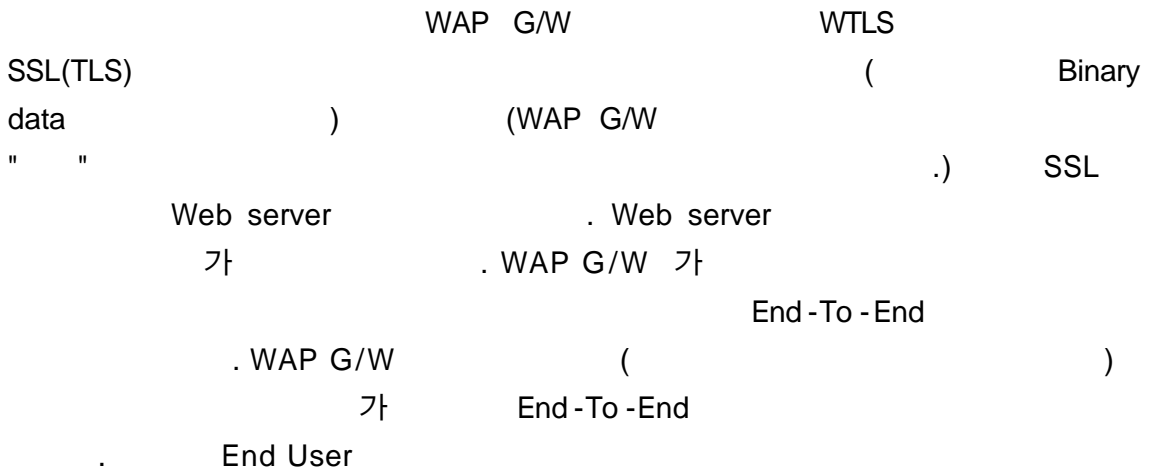 WAP G/W WTLS
SSL(TLS) ( Binary
data ) (WAP G/W
" " .) SSL
Web server . Web server
가 . WAP G/W 가
End-To-End
. WAP G/W ( )
가 End-To-End
. End User